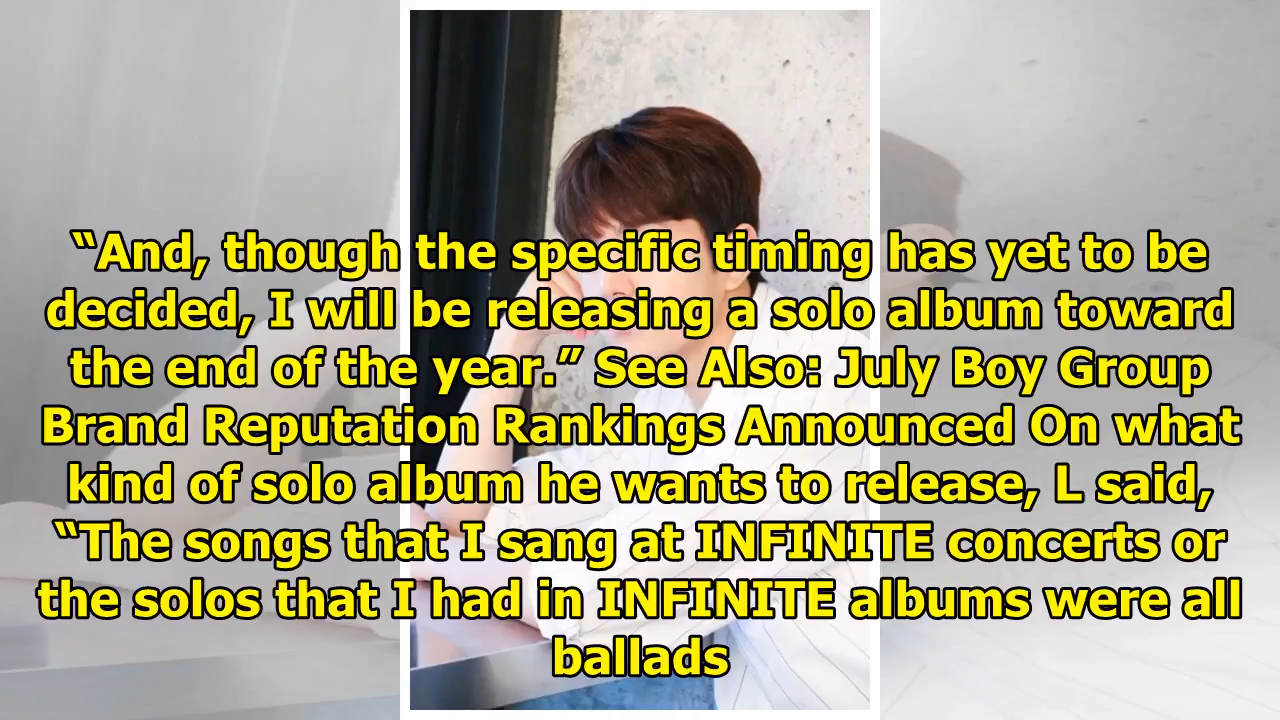 “And, though the specific timing has yet to be
decided, I will be releasing a solo album toward
the end of the year.” See Also: July Boy Group
Brand Reputation Rankings Announced On what
kind of solo album he wants to release, L said,
“The songs that I sang at INFINITE concerts or
the solos that I had in INFINITE albums were all
ballads